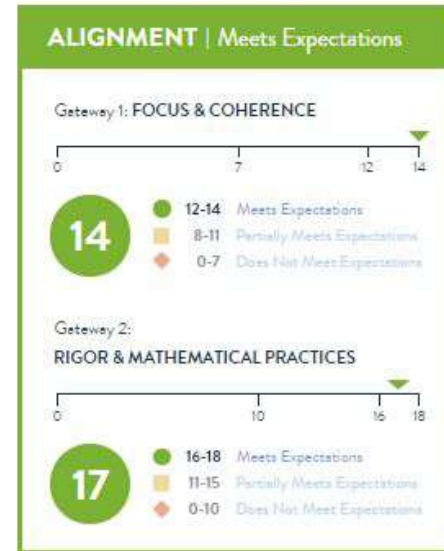 ALIGNMENT | Meets Expectations
Gateway 1: FOCUS & COHERENCE
0 7 12 14
14
12-14 Meets Expectations
8-11 Partially Meets Expectations
0-7 Does Not Meet Expectations
Gateway 2:
RIGOR & MATHEMATICAL PRACTICES
0 10 16 18
17
16-18 Meets Expectations
11-15 Partially Meets Expectations
0-10 Does Not Meet Expectations